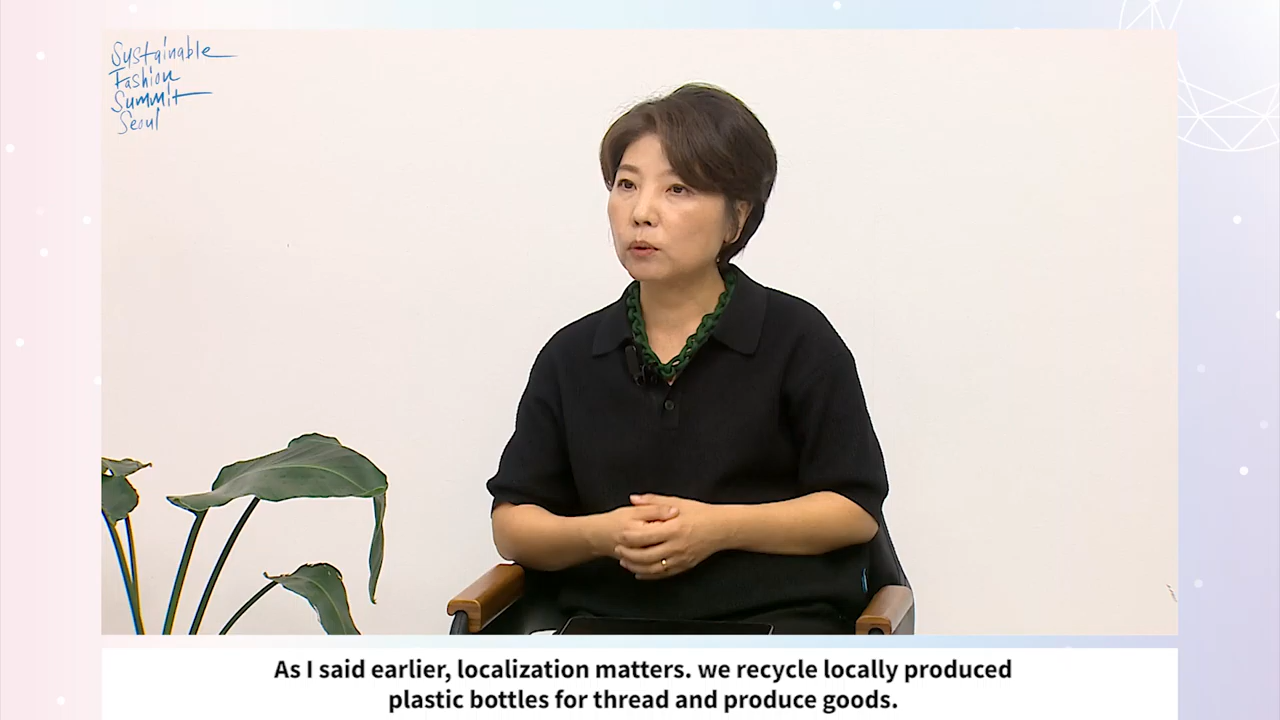 Sustainable
Fashion
Summit
Seoul
As I said earlier, localization matters. we recycle locally produced
plastic bottles for thread and produce goods.